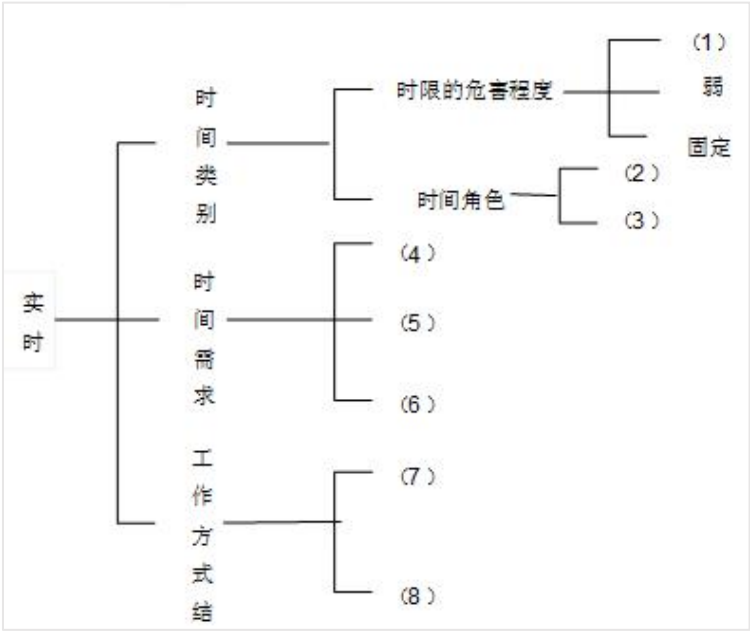 实时
时间类别
时限的危害程度
（1）
弱
固定
时间角色
（2）
（3）
时间需求
（4）
（5）
（6）
工作方式结
（7）
（8）